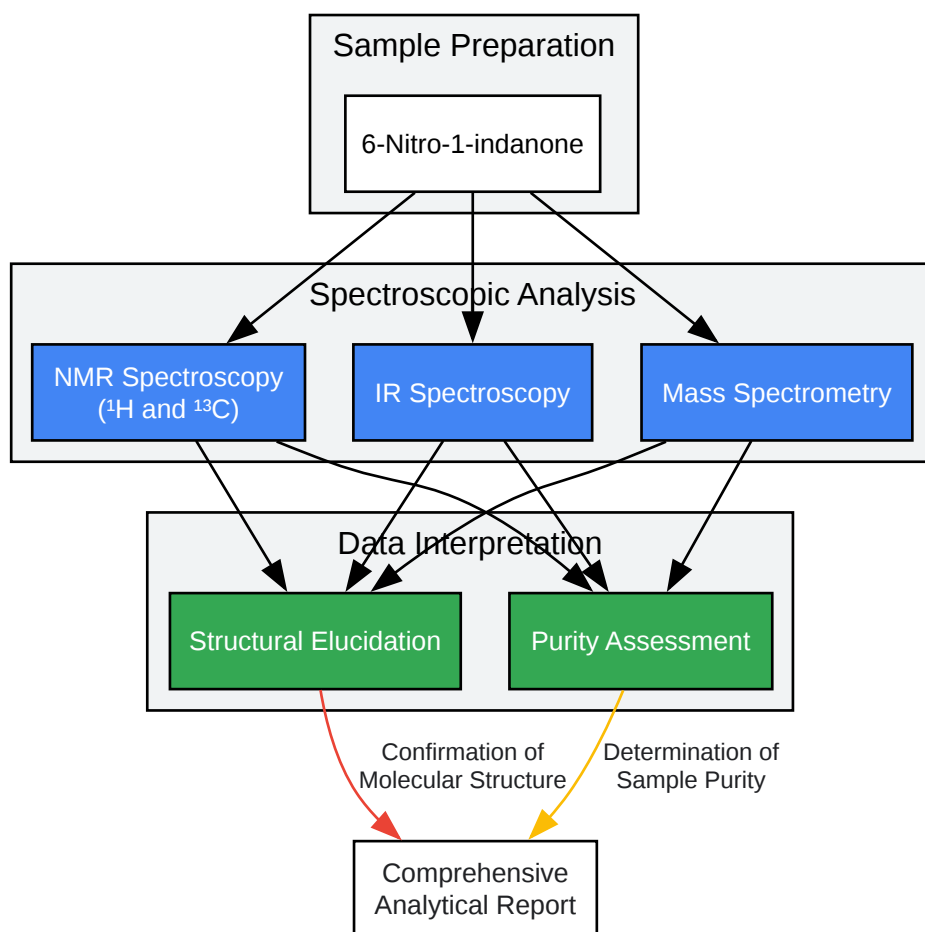 Sample Preparation
6-Nitro-1-indanone
Spectroscopic Analysis
NMR Spectroscopy
(¹H and ¹³C)
IR Spectroscopy
Mass Spectrometry
Data Interpretation
Structural Elucidation
Purity Assessment
Confirmation of
Molecular Structure
Determination of
Sample Purity
Comprehensive
Analytical Report